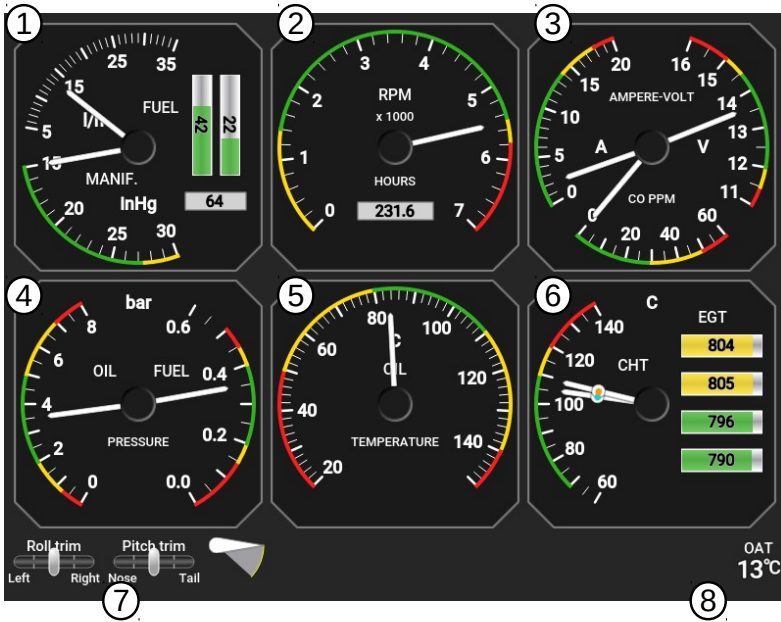 1
2
3
25
35
15
5
l/h
FUEL
42
22
15
MANIF.
InHg
64
20
25
30
3
4
2
5
1
6
0
7
RPM
x 1000
HOURS
231.6
20
16
15
15
10
14
5
13
0
12
11
AMPERE-VOLT
A
V
CO PPM
0
20
40
60
4
5
6
bar
8
0.6
6
OIL
FUEL
0.4
4
2
0.2
PRESSURE
0
0.0
80
100
60
C
120
OIL
40
TEMPERATURE
140
20
C
140
EGT
120
CHT
804
100
805
80
796
60
790
Roll trim
Pitch trim
Left
Right
Nose
Tail
OAT
13°C
7
8